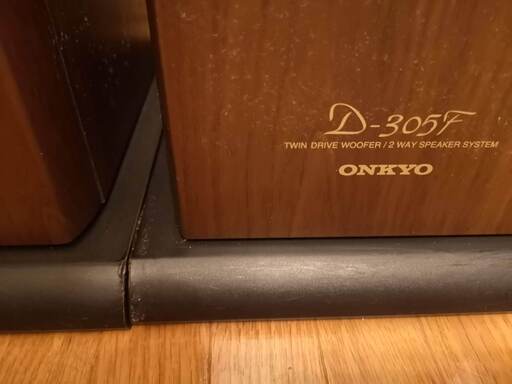 D-305F
TWIN DRIVE WOOFER / 2 WAY SPEAKER SYSTEM
ONKYO